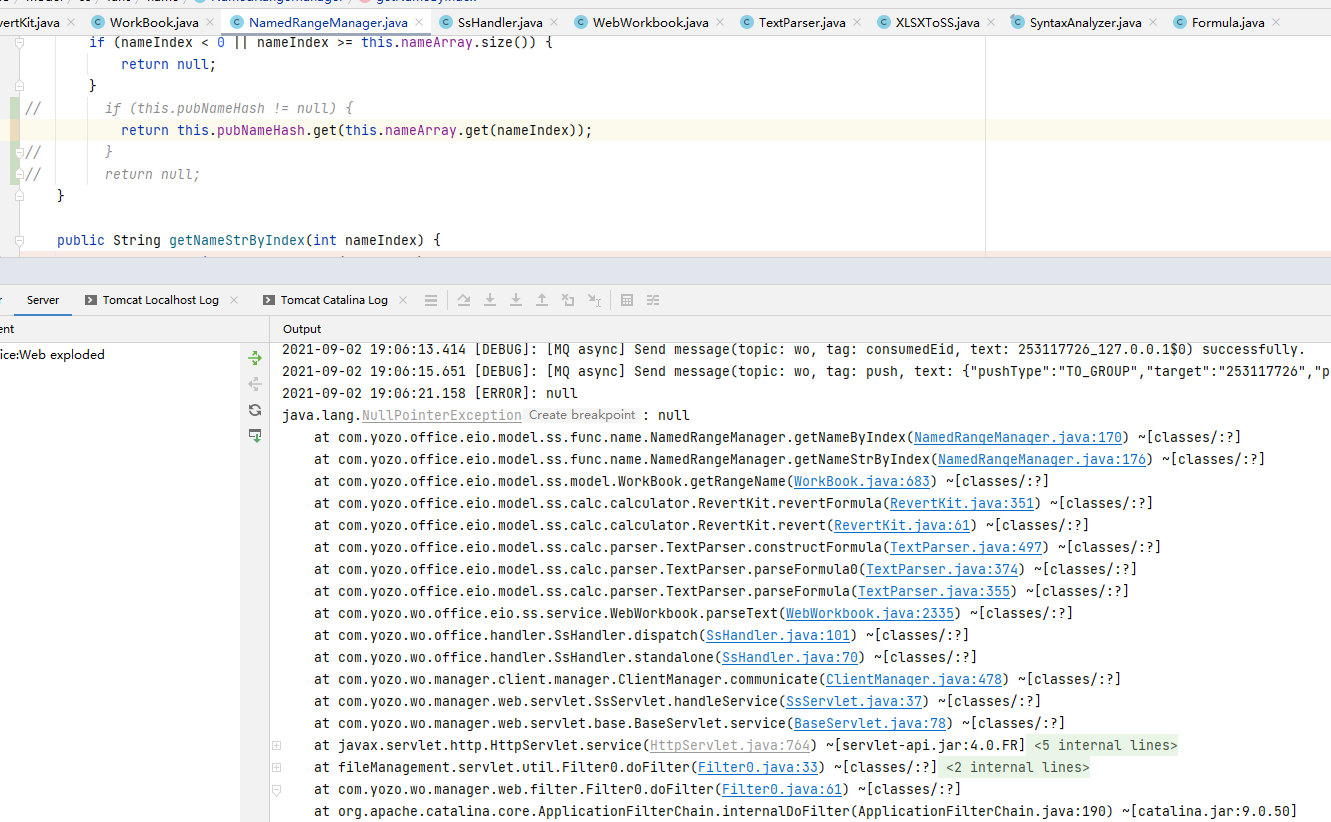 vertKit.java × WorkBook.java × NamedRangeManager.java × SsHandler.java × WebWorkbook.java × TextParser.java × XLSXToSS.java × SyntaxAnalyzer.java × Formula.java ×
if (nameIndex < 0 || nameIndex >= this.nameArray.size()) {
return null;
}
// if (this.pubNameHash != null) {
return this.pubNameHash.get(this.nameArray.get(nameIndex));
// }
// return null;
}
public String getNameStrByIndex(int nameIndex) {
r Server Tomcat Localhost Log × Tomcat Catalina Log ×
ent Output
ice:Web exploded
2021-09-02 19:06:13.414 [DEBUG]: [MQ async] Send message(topic: wo, tag: consumedEid, text: 253117726_127.0.0.1$0) successfully.
2021-09-02 19:06:15.651 [DEBUG]: [MQ async] Send message(topic: wo, tag: push, text: {"pushType":"TO_GROUP","target":"253117726","p
2021-09-02 19:06:21.158 [ERROR]: null
java.lang.NullPointerException Create breakpoint : null
at com.yozo.office.eio.model.ss.func.name.NamedRangeManager.getNameByIndex(NamedRangeManager.java:170) ~[classes/:?]
at com.yozo.office.eio.model.ss.func.name.NamedRangeManager.getNameStrByIndex(NamedRangeManager.java:176) ~[classes/:?]
at com.yozo.office.eio.model.ss.model.WorkBook.getRangeName(WorkBook.java:683) ~[classes/:?]
at com.yozo.office.eio.model.ss.calc.calculator.RevertKit.revertFormula(RevertKit.java:351) ~[classes/:?]
at com.yozo.office.eio.model.ss.calc.calculator.RevertKit.revert(RevertKit.java:61) ~[classes/:?]
at com.yozo.office.eio.model.ss.calc.parser.TextParser.constructFormula(TextParser.java:497) ~[classes/:?]
at com.yozo.office.eio.model.ss.calc.parser.TextParser.parseFormula0(TextParser.java:374) ~[classes/:?]
at com.yozo.office.eio.model.ss.calc.parser.TextParser.parseFormula(TextParser.java:355) ~[classes/:?]
at com.yozo.wo.office.eio.ss.service.WebWorkbook.parseText(WebWorkbook.java:2335) ~[classes/:?]
at com.yozo.wo.office.handler.SsHandler.dispatch(SsHandler.java:101) ~[classes/:?]
at com.yozo.wo.office.handler.SsHandler.standalone(SsHandler.java:70) ~[classes/:?]
at com.yozo.wo.manager.client.manager.ClientManager.communicate(ClientManager.java:478) ~[classes/:?]
at com.yozo.wo.manager.web.servlet.SsServlet.handleService(SsServlet.java:37) ~[classes/:?]
at com.yozo.wo.manager.web.servlet.base.BaseServlet.service(BaseServlet.java:78) ~[classes/:?]
at javax.servlet.http.HttpServlet.service(HttpServlet.java:764) ~[servlet-api.jar:4.0.FR] <5 internal lines>
at fileManagement.servlet.util.Filter0.doFilter(Filter0.java:33) ~[classes/:?] <2 internal lines>
at com.yozo.wo.manager.web.filter.Filter0.doFilter(Filter0.java:61) ~[classes/:?]
at org.apache.catalina.core.ApplicationFilterChain.internalDoFilter(ApplicationFilterChain.java:190) ~[catalina.jar:9.0.50]